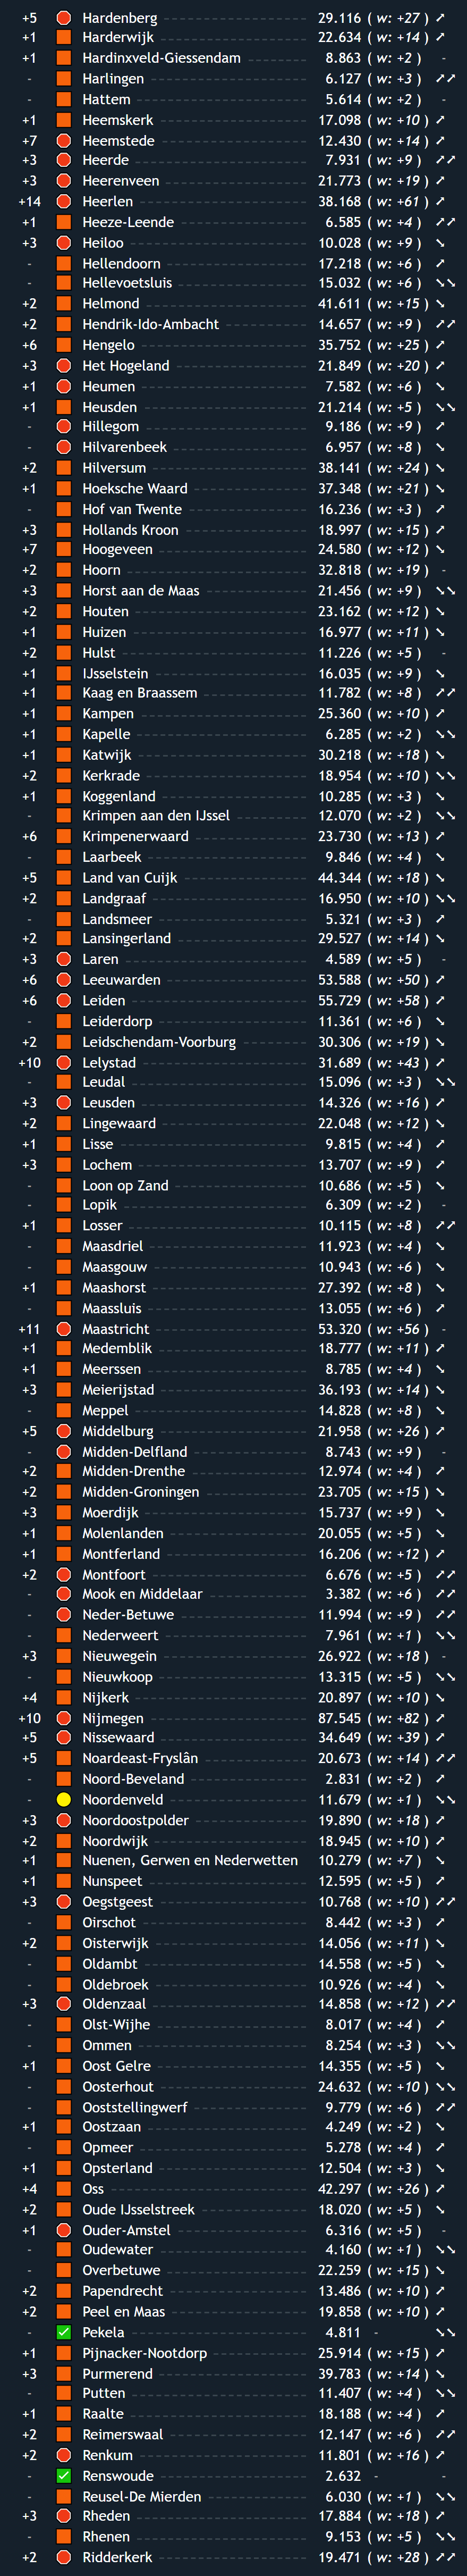 +5 Hardenberg 29.116 ( w: +27 ) ➚
+1 Harderwijk 22.634 ( w: +14 ) ➚
+1 Hardinxveld-Giessendam 8.863 ( w: +2 ) -
- Harlingen 6.127 ( w: +3 ) ➚➚
- Hattem 5.614 ( w: +2 ) -
+1 Heemskerk 17.098 ( w: +10 ) ➚
+7 Heemstede 12.430 ( w: +14 ) ➚
+3 Heerde 7.931 ( w: +9 ) ➚➚
+3 Heerenveen 21.773 ( w: +19 ) ➚
+14 Heerlen 38.168 ( w: +61 ) ➚
+1 Heeze-Leende 6.585 ( w: +4 ) ➚➚
+3 Heiloo 10.028 ( w: +9 ) ➘
- Hellendoorn 17.218 ( w: +6 ) ➚
- Hellevoetsluis 15.032 ( w: +6 ) ➘➘
+2 Helmond 41.611 ( w: +15 ) ➘
+2 Hendrik-Ido-Ambacht 14.657 ( w: +9 ) ➚➚
+6 Hengelo 35.752 ( w: +25 ) ➚
+3 Het Hogeland 21.849 ( w: +20 ) ➚
+1 Heumen 7.582 ( w: +6 ) ➘
+1 Heusden 21.214 ( w: +5 ) ➘➘
- Hillegom 9.186 ( w: +9 ) ➚
- Hilvarenbeek 6.957 ( w: +8 ) ➘
+2 Hilversum 38.141 ( w: +24 ) ➘
+1 Hoeksche Waard 37.348 ( w: +21 ) ➘
- Hof van Twente 16.236 ( w: +3 ) ➚
+3 Hollands Kroon 18.997 ( w: +15 ) ➚
+7 Hoogeveen 24.580 ( w: +12 ) ➘
+2 Hoorn 32.818 ( w: +19 ) -
+3 Horst aan de Maas 21.456 ( w: +9 ) ➘➘
+2 Houten 23.162 ( w: +12 ) ➘
+1 Huizen 16.977 ( w: +11 ) ➘
+2 Hulst 11.226 ( w: +5 ) -
+1 IJsselstein 16.035 ( w: +9 ) ➘
+1 Kaag en Braassem 11.782 ( w: +8 ) ➚➚
+1 Kampen 25.360 ( w: +10 ) ➚
+1 Kapelle 6.285 ( w: +2 ) ➘➘
+1 Katwijk 30.218 ( w: +18 ) ➘
+2 Kerkrade 18.954 ( w: +10 ) ➘➘
+1 Koggenland 10.285 ( w: +3 ) ➘
- Krimpen aan den IJssel 12.070 ( w: +2 ) ➘➘
+6 Krimpenerwaard 23.730 ( w: +13 ) ➚
- Laarbeek 9.846 ( w: +4 ) ➘
+5 Land van Cuijk 44.344 ( w: +18 ) ➘
+2 Landgraaf 16.950 ( w: +10 ) ➘➘
- Landsmeer 5.321 ( w: +3 ) ➚
+2 Lansingerland 29.527 ( w: +14 ) ➘
+3 Laren 4.589 ( w: +5 ) -
+6 Leeuwarden 53.588 ( w: +50 ) ➚
+6 Leiden 55.729 ( w: +58 ) ➚
- Leiderdorp 11.361 ( w: +6 ) ➘
+2 Leidschendam-Voorburg 30.306 ( w: +19 ) ➘
+10 Lelystad 31.689 ( w: +43 ) ➚
- Leudal 15.096 ( w: +3 ) ➘➘
+3 Leusden 14.326 ( w: +16 ) ➚
+2 Lingewaard 22.048 ( w: +12 ) ➘
+1 Lisse 9.815 ( w: +4 ) ➚
+3 Lochem 13.707 ( w: +9 ) ➚
- Loon op Zand 10.686 ( w: +5 ) ➘
- Lopik 6.309 ( w: +2 ) -
+1 Losser 10.115 ( w: +8 ) ➚➚
- Maasdriel 11.923 ( w: +4 ) ➘
- Maasgouw 10.943 ( w: +6 ) ➘
+1 Maashorst 27.392 ( w: +8 ) ➘
- Maassluis 13.055 ( w: +6 ) ➚
+11 Maastricht 53.320 ( w: +56 ) -
+1 Medemblik 18.777 ( w: +11 ) ➚
+1 Meerssen 8.785 ( w: +4 ) ➘
+3 Meierijstad 36.193 ( w: +14 ) ➘
- Meppel 14.828 ( w: +8 ) ➘
+5 Middelburg 21.958 ( w: +26 ) ➚
- Midden-Delfland 8.743 ( w: +9 ) -
+2 Midden-Drenthe 12.974 ( w: +4 ) ➚
+2 Midden-Groningen 23.705 ( w: +15 ) ➘
+3 Moerdijk 15.737 ( w: +9 ) ➘
+1 Molenlanden 20.055 ( w: +5 ) ➘
+1 Montferland 16.206 ( w: +12 ) ➚
+2 Montfoort 6.676 ( w: +5 ) ➚➚
- Mook en Middelaar 3.382 ( w: +6 ) ➚➚
- Neder-Betuwe 11.994 ( w: +9 ) ➚➚
- Nederweert 7.961 ( w: +1 ) ➘➘
+3 Nieuwegein 26.922 ( w: +18 ) -
- Nieuwkoop 13.315 ( w: +5 ) ➘➘
+4 Nijkerk 20.897 ( w: +10 ) ➘
+10 Nijmegen 87.545 ( w: +82 ) ➚
+5 Nissewaard 34.649 ( w: +39 ) ➚
+5 Noardeast-Fryslân 20.673 ( w: +14 ) ➚➚
- Noord-Beveland 2.831 ( w: +2 ) ➚
- Noordenveld 11.679 ( w: +1 ) ➘➘
+3 Noordoostpolder 19.890 ( w: +18 ) ➚
+2 Noordwijk 18.945 ( w: +10 ) ➚
+1 Nuenen, Gerwen en Nederwetten 10.279 ( w: +7 ) ➘
+1 Nunspeet 12.595 ( w: +5 ) ➚
+3 Oegstgeest 10.768 ( w: +10 ) ➚➚
- Oirschot 8.442 ( w: +3 ) ➚
+2 Oisterwijk 14.056 ( w: +11 ) ➘
- Oldambt 14.558 ( w: +5 ) ➘
- Oldebroek 10.926 ( w: +4 ) ➘
+3 Oldenzaal 14.858 ( w: +12 ) ➚➚
- Olst-Wijhe 8.017 ( w: +4 ) ➚
- Ommen 8.254 ( w: +3 ) ➘➘
+1 Oost Gelre 14.355 ( w: +5 ) ➘
- Oosterhout 24.632 ( w: +10 ) ➘➘
- Ooststellingwerf 9.779 ( w: +6 ) ➚➚
+1 Oostzaan 4.249 ( w: +2 ) ➘
- Opmeer 5.278 ( w: +4 ) ➚
+1 Opsterland 12.504 ( w: +3 ) ➘
+4 Oss 42.297 ( w: +26 ) ➚
+2 Oude IJsselstreek 18.020 ( w: +5 ) ➘
+1 Ouder-Amstel 6.316 ( w: +5 ) -
- Oudewater 4.160 ( w: +1 ) ➘➘
- Overbetuwe 22.259 ( w: +15 ) ➘
+2 Papendrecht 13.486 ( w: +10 ) ➚
+2 Peel en Maas 19.858 ( w: +10 ) ➚
- Pekela 4.811 - ➘➘
+1 Pijnacker-Nootdorp 25.914 ( w: +15 ) ➚
+3 Purmerend 39.783 ( w: +14 ) ➘
- Putten 11.407 ( w: +4 ) ➘➘
+1 Raalte 18.188 ( w: +4 ) ➚
+2 Reimerswaal 12.147 ( w: +6 ) ➚➚
+2 Renkum 11.801 ( w: +16 ) ➚
- Renswoude 2.632 - -
- Reusel-De Mierden 6.030 ( w: +1 ) ➘➘
+3 Rheden 17.884 ( w: +18 ) ➚
- Rhenen 9.153 ( w: +5 ) ➘➘
+2 Ridderkerk 19.471 ( w: +28 ) ➚➚